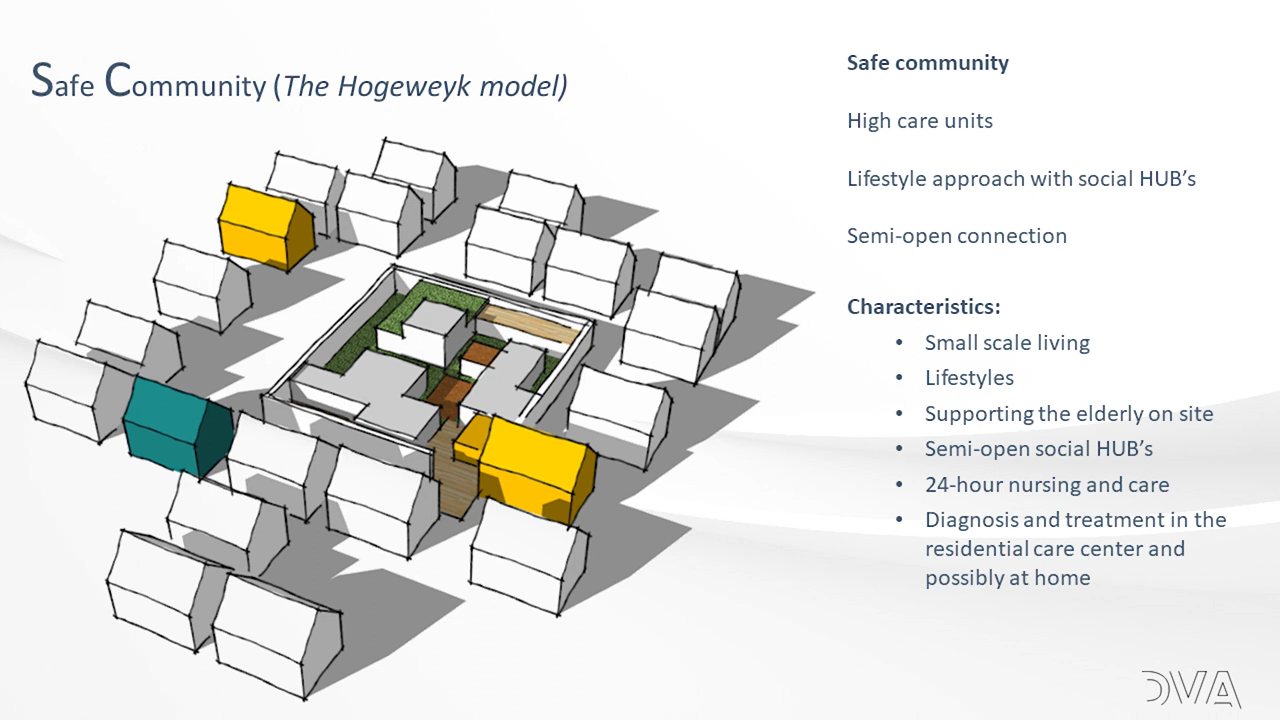 Safe Community (The Hogeweyk model)
Safe community
High care units
Lifestyle approach with social HUB’s
Semi-open connection
Characteristics:
• Small scale living
• Lifestyles
• Supporting the elderly on site
• Semi-open social HUB’s
• 24-hour nursing and care
• Diagnosis and treatment in the
residential care center and
possibly at home
DVA